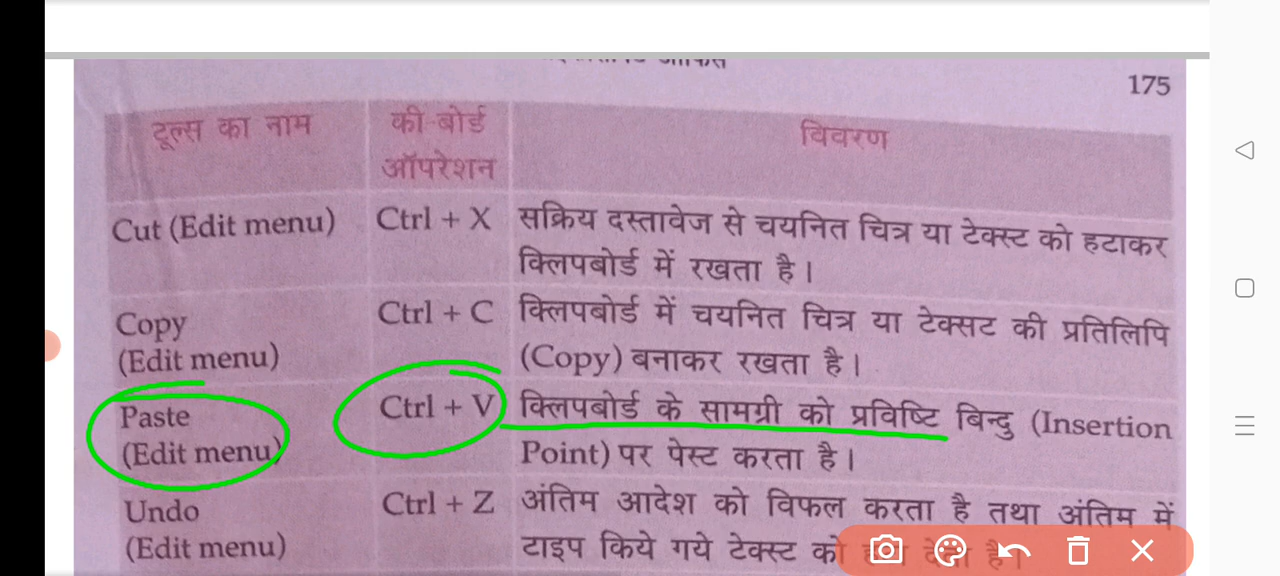 175
टूल्स का नाम
की-बोर्ड
ऑपरेशन
विवरण
Cut (Edit menu)
Ctrl + X
सक्रिय दस्तावेज से चयनित चित्र या टेक्स्ट को हटाकर
क्लिपबोर्ड में रखता है।
Copy
(Edit menu)
Ctrl + C
क्लिपबोर्ड में चयनित चित्र या टेक्सट की प्रतिलिपि
(Copy) बनाकर रखता है।
Paste
(Edit menu)
Ctrl + V
क्लिपबोर्ड के सामग्री को प्रविष्टि बिन्दु (Insertion
Point) पर पेस्ट करता है।
Undo
(Edit menu)
Ctrl + Z
अंतिम आदेश को विफल करता है तथा अंतिम में
टाइप किये गये टेक्स्ट को देता है।